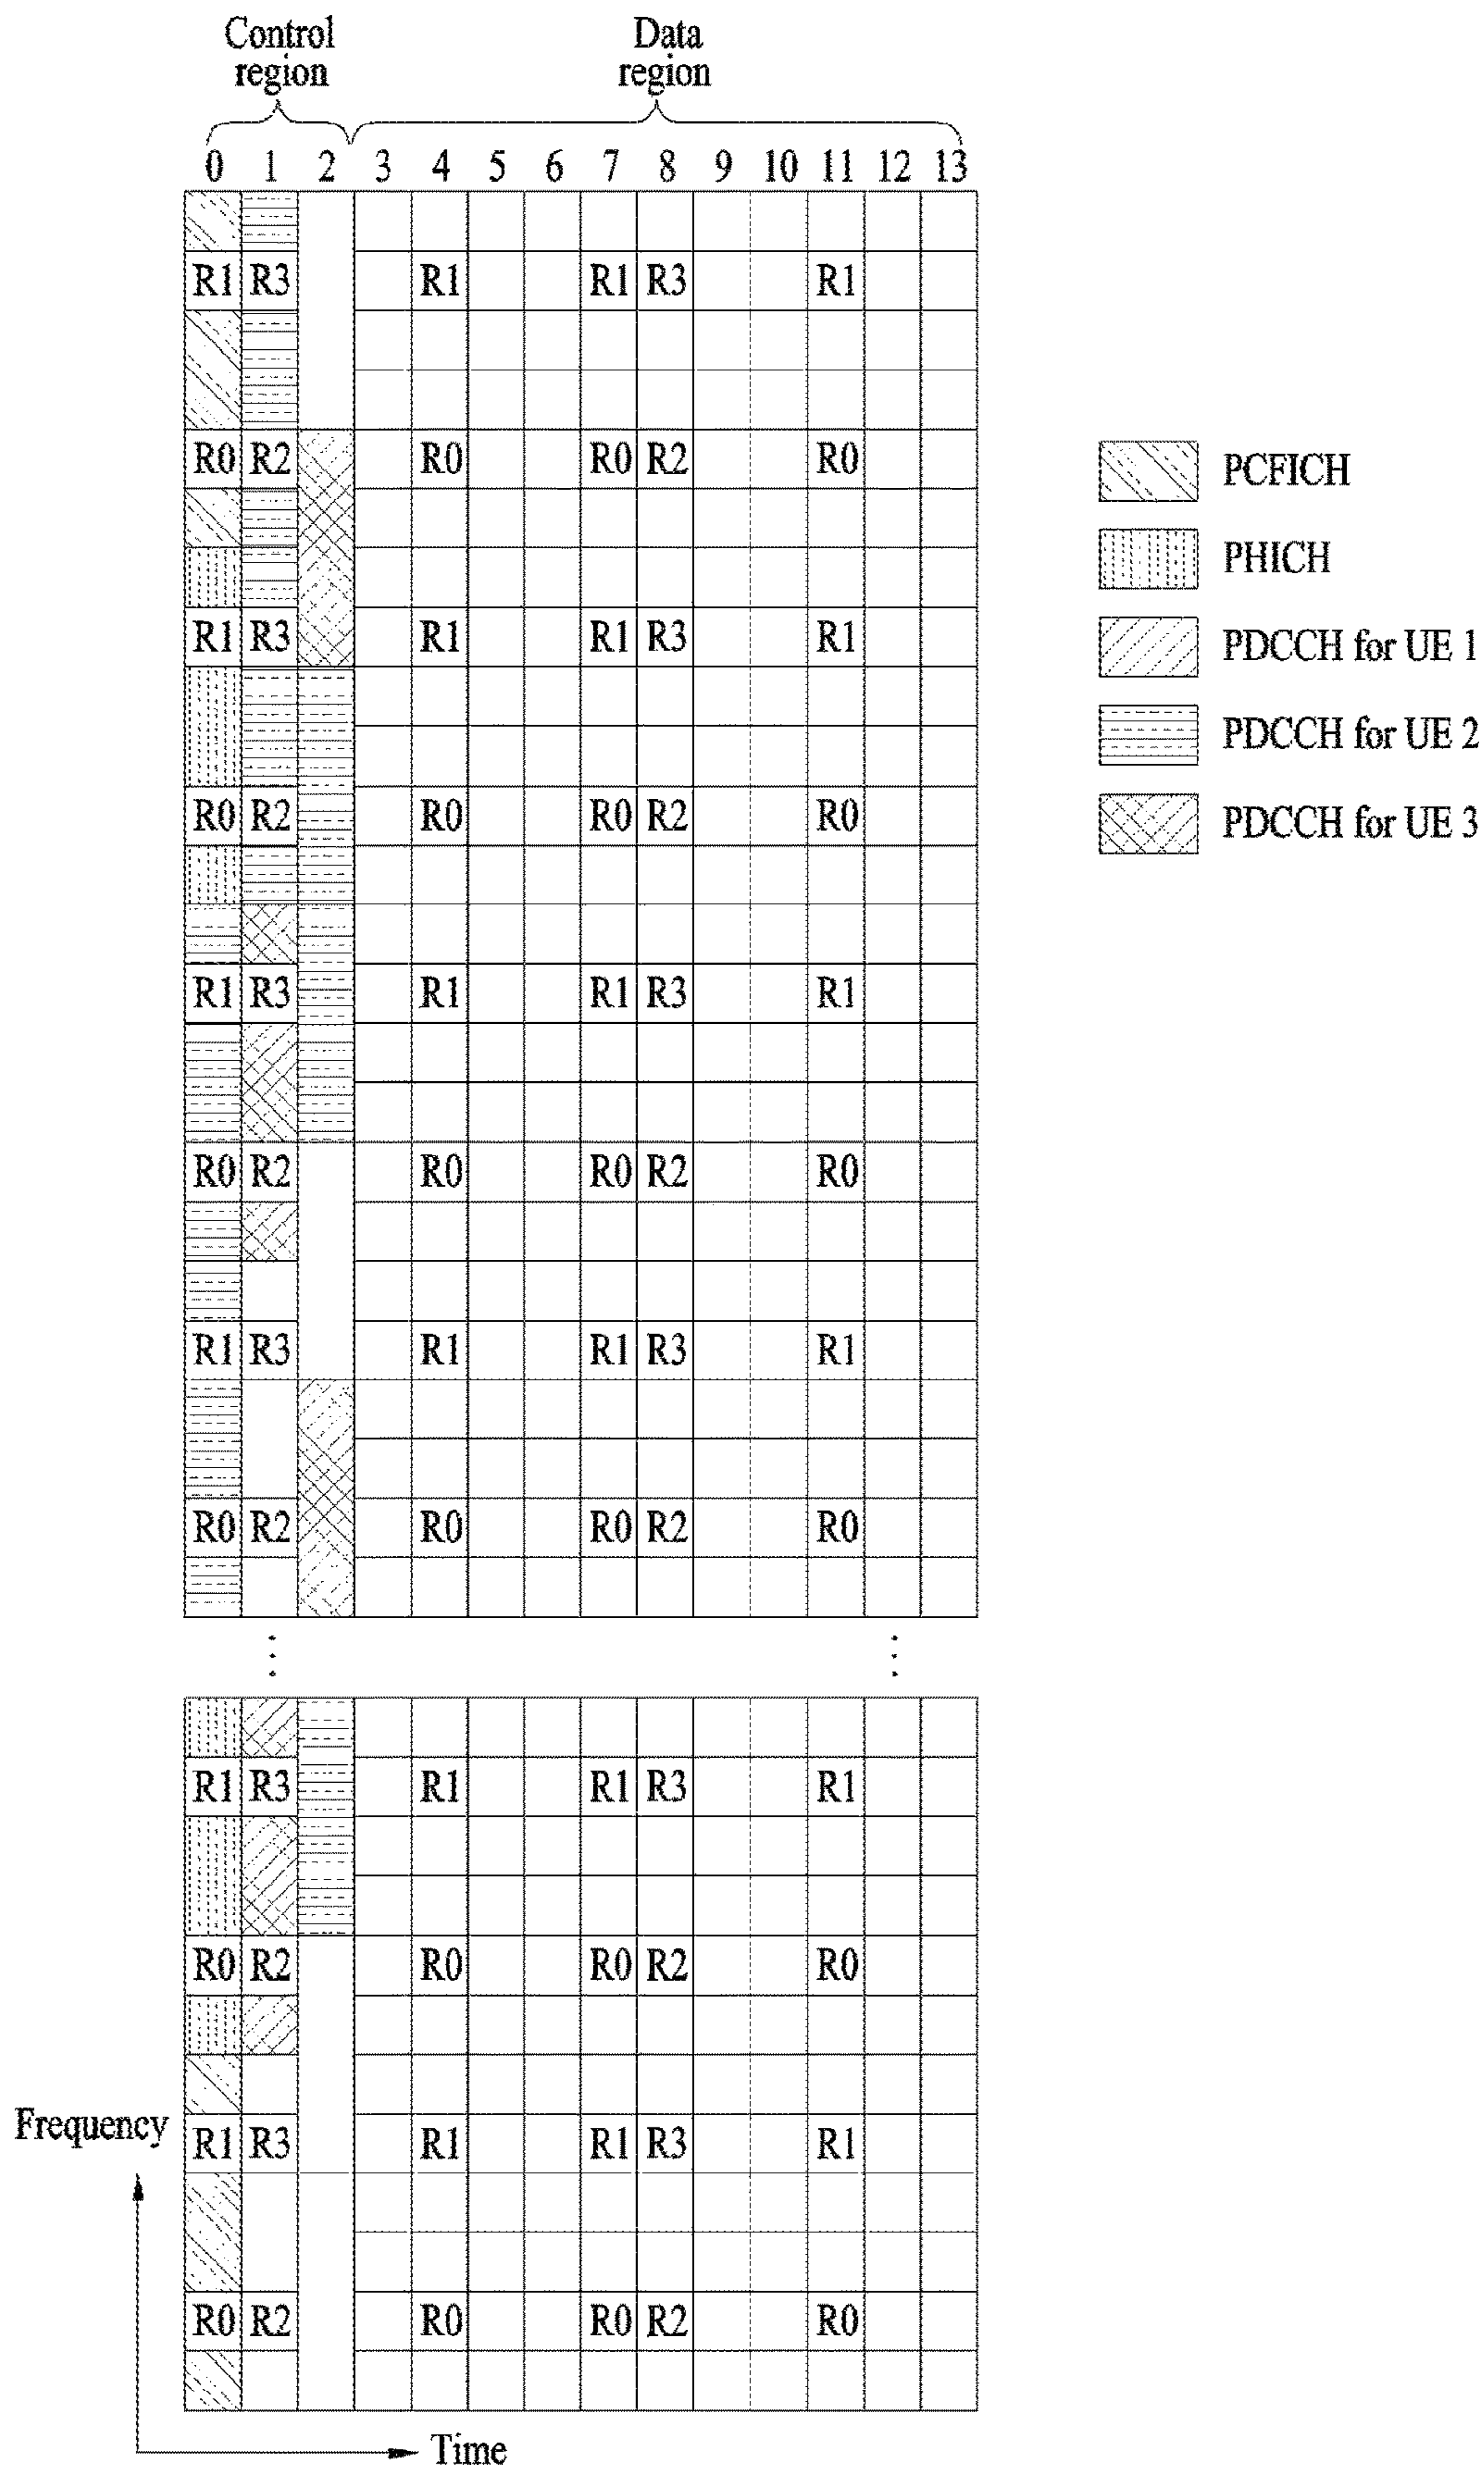 Control region
Data region
0 1 2 3 4 5 6 7 8 9 10 11 12 13
R1 R3 R1 R1 R3 R1
R0 R2 R0 R0 R2 R0
PCFICH
PHICH
R1 R3 R1 R1 R3 R1
PDCCH for UE 1
PDCCH for UE 2
R0 R2 R0 R0 R2 R0
PDCCH for UE 3
R1 R3 R1 R1 R3 R1
R0 R2 R0 R0 R2 R0
R1 R3 R1 R1 R3 R1
R0 R2 R0 R0 R2 R0
R1 R3 R1 R1 R3 R1
R0 R2 R0 R0 R2 R0
Frequency
R1 R3 R1 R1 R3 R1
R0 R2 R0 R0 R2 R0
Time